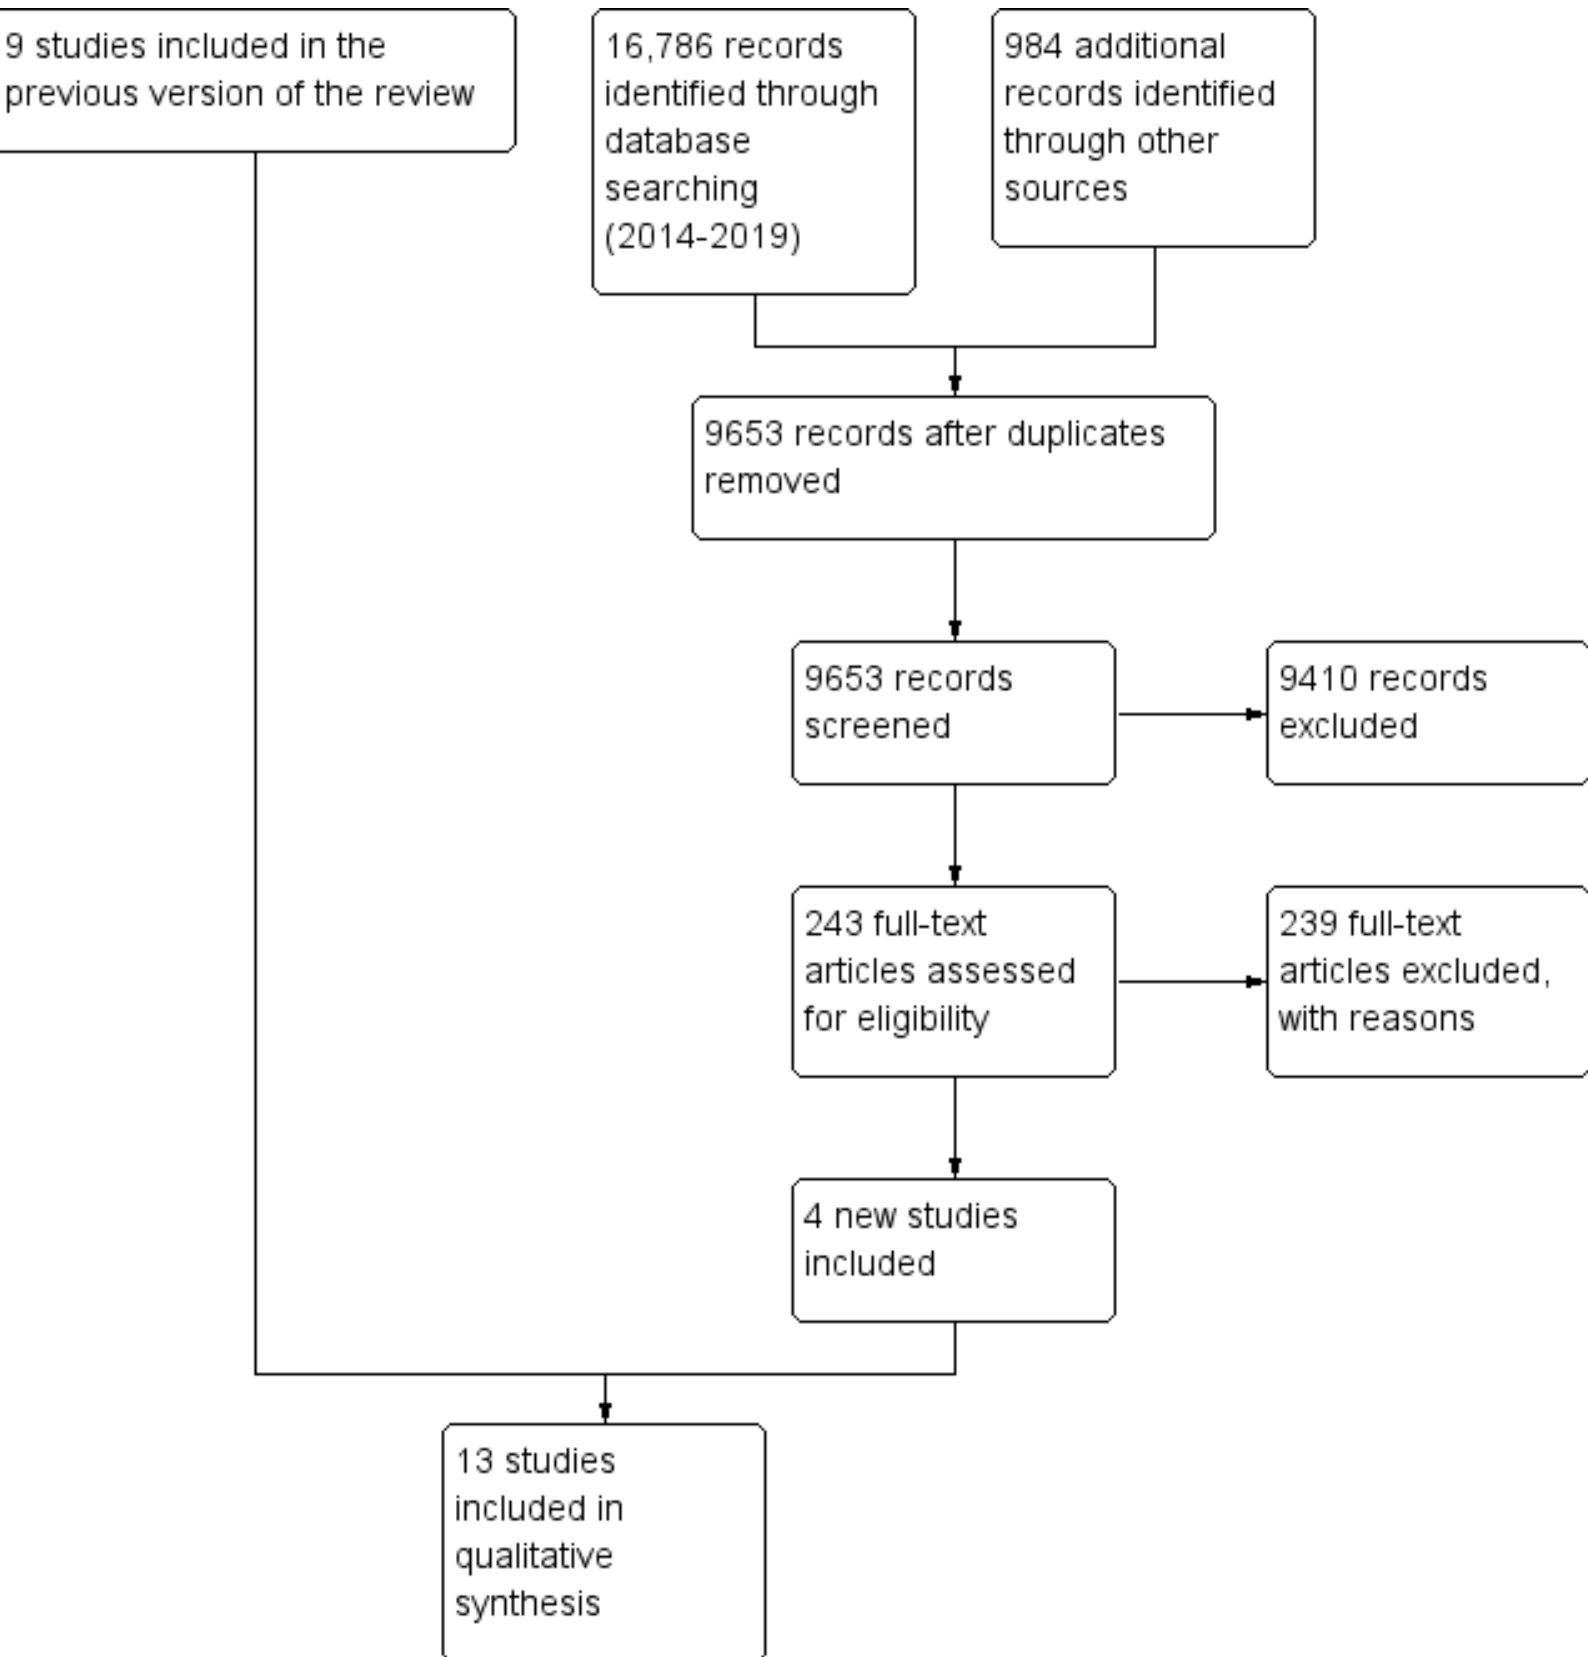 9 studies included in the
previous version of the review
16,786 records
identified through
database
searching
(2014-2019)
984 additional
records identified
through other
sources
9653 records after duplicates
removed
9653 records
screened
9410 records
excluded
243 full-text
articles assessed
for eligibility
239 full-text
articles excluded,
with reasons
4 new studies
included
13 studies
included in
qualitative
synthesis